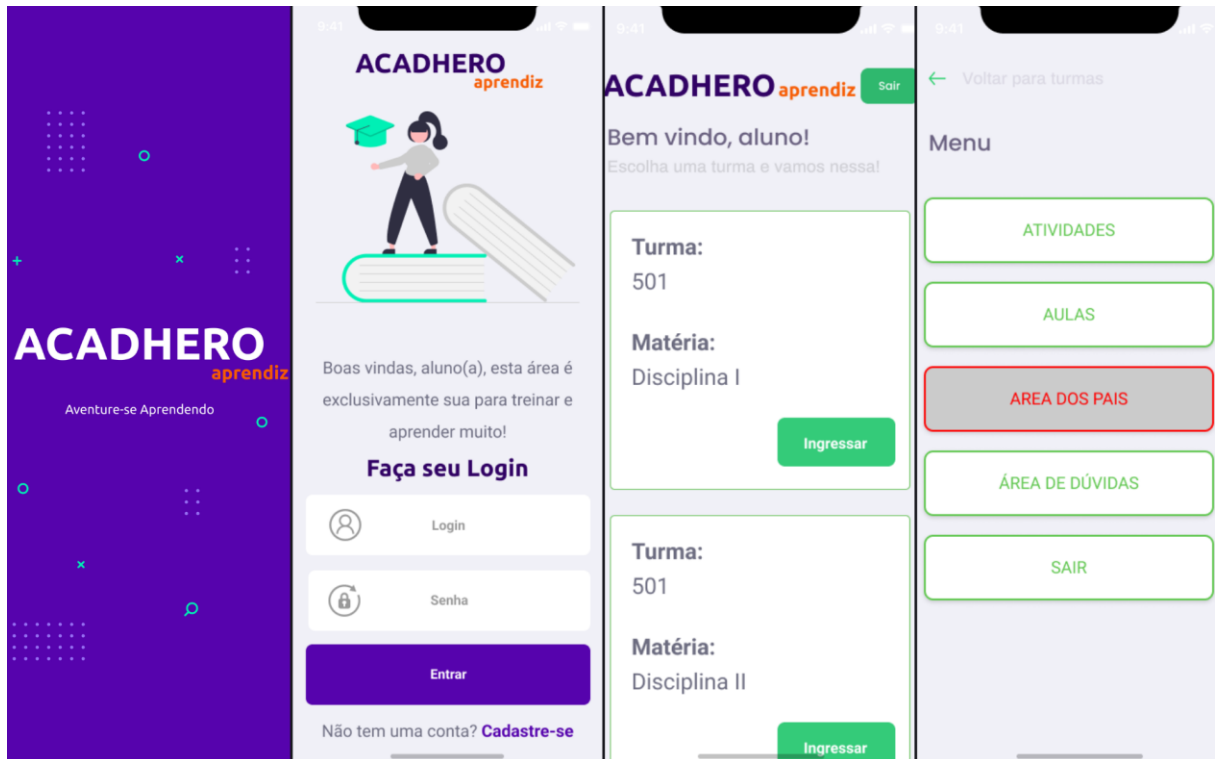 ACADHERO
aprendiz
Aventure-se Aprendendo
9:41
ACADHERO
aprendiz
Boas vindas, aluno(a), esta área é
exclusivamente sua para treinar e
aprender muito!
Faça seu Login
Login
Senha
Entrar
Não tem uma conta? Cadastre-se
9:41
ACADHERO aprendiz
Sair
Bem vindo, aluno!
Escolha uma turma e vamos nessa!
Turma:
501
Matéria:
Disciplina I
Ingressar
Turma:
501
Matéria:
Disciplina II
Ingressar
9:41
Voltar para turmas
Menu
ATIVIDADES
AULAS
AREA DOS PAIS
ÁREA DE DÚVIDAS
SAIR